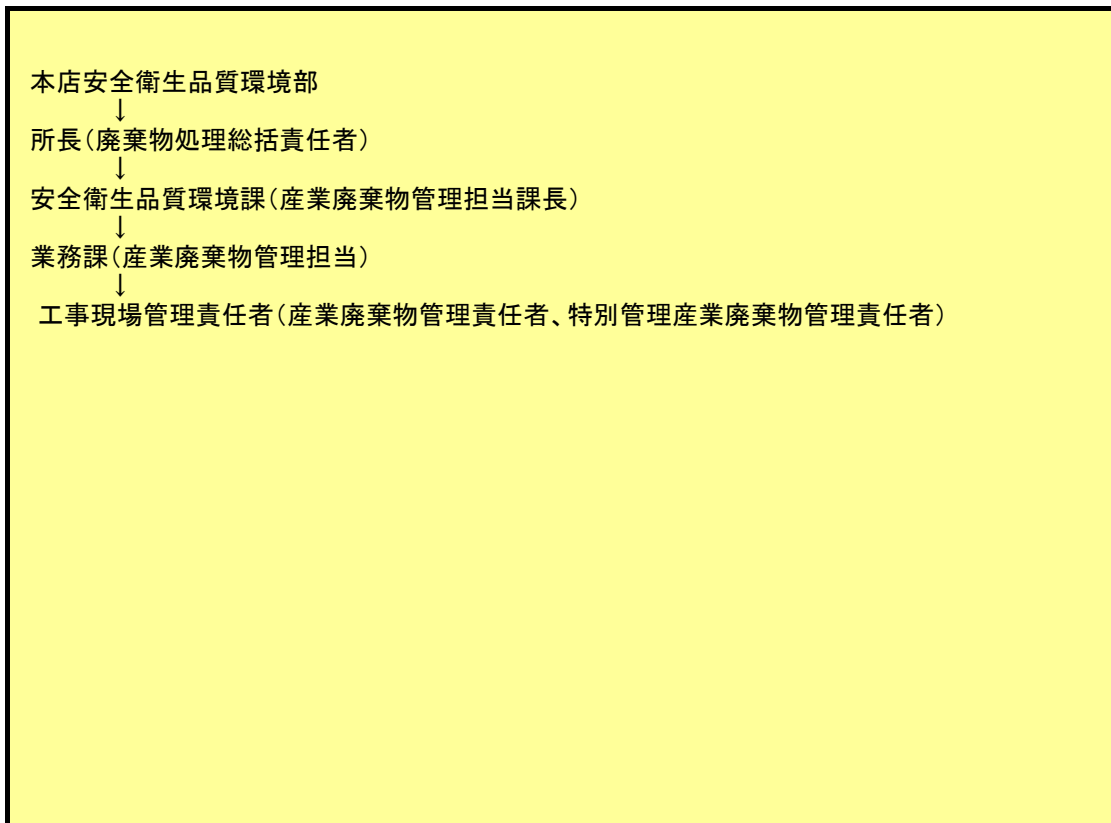 本店安全衛生品質環境部
↓
所長(廃棄物処理総括責任者)
↓
安全衛生品質環境課(産業廃棄物管理担当課長)
↓
業務課(産業廃棄物管理担当)
↓
工事現場管理責任者(産業廃棄物管理責任者、特別管理産業廃棄物管理責任者)